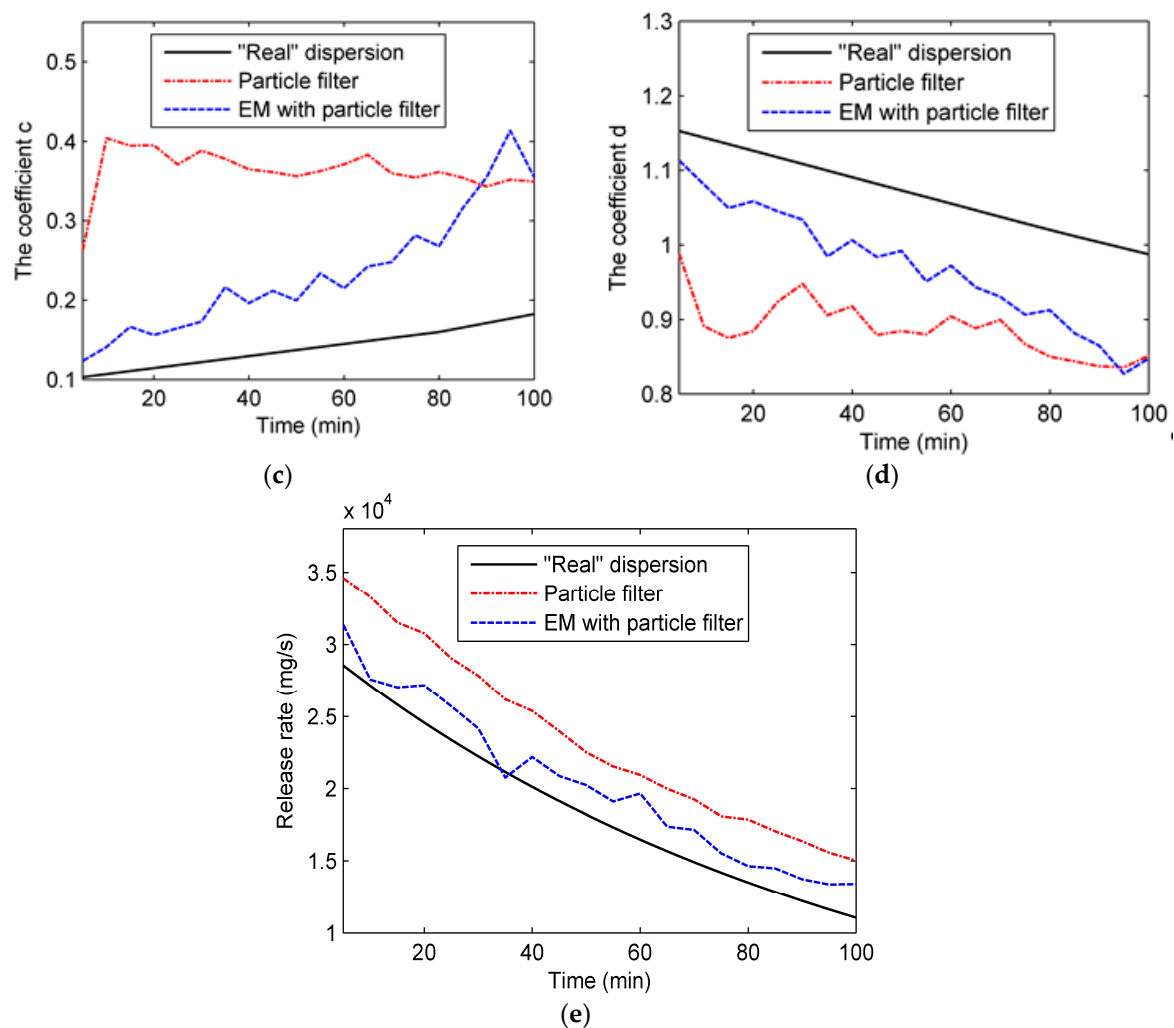 0.5
0.4
0.3
0.2
0.1
The coefficient c
"Real" dispersion
Particle filter
EM with particle filter
20 40 60 80 100
Time (min)
(c)
1.3
1.2
1.1
1
0.9
0.8
The coefficient d
"Real" dispersion
Particle filter
EM with particle filter
20 40 60 80 100
Time (min)
(d)
x 10^4
3.5
3
2.5
2
1.5
1
Release rate (mg/s)
"Real" dispersion
Particle filter
EM with particle filter
20 40 60 80 100
Time (min)
(e)